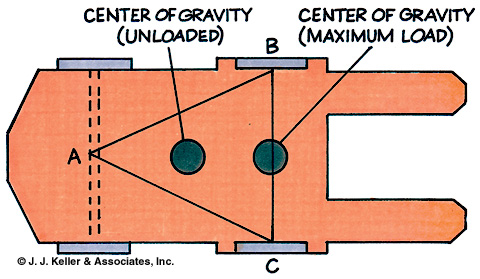 CENTER OF GRAVITY
(UNLOADED)
CENTER OF GRAVITY
(MAXIMUM LOAD)
B
A
C
© J. J. Keller & Associates, Inc.